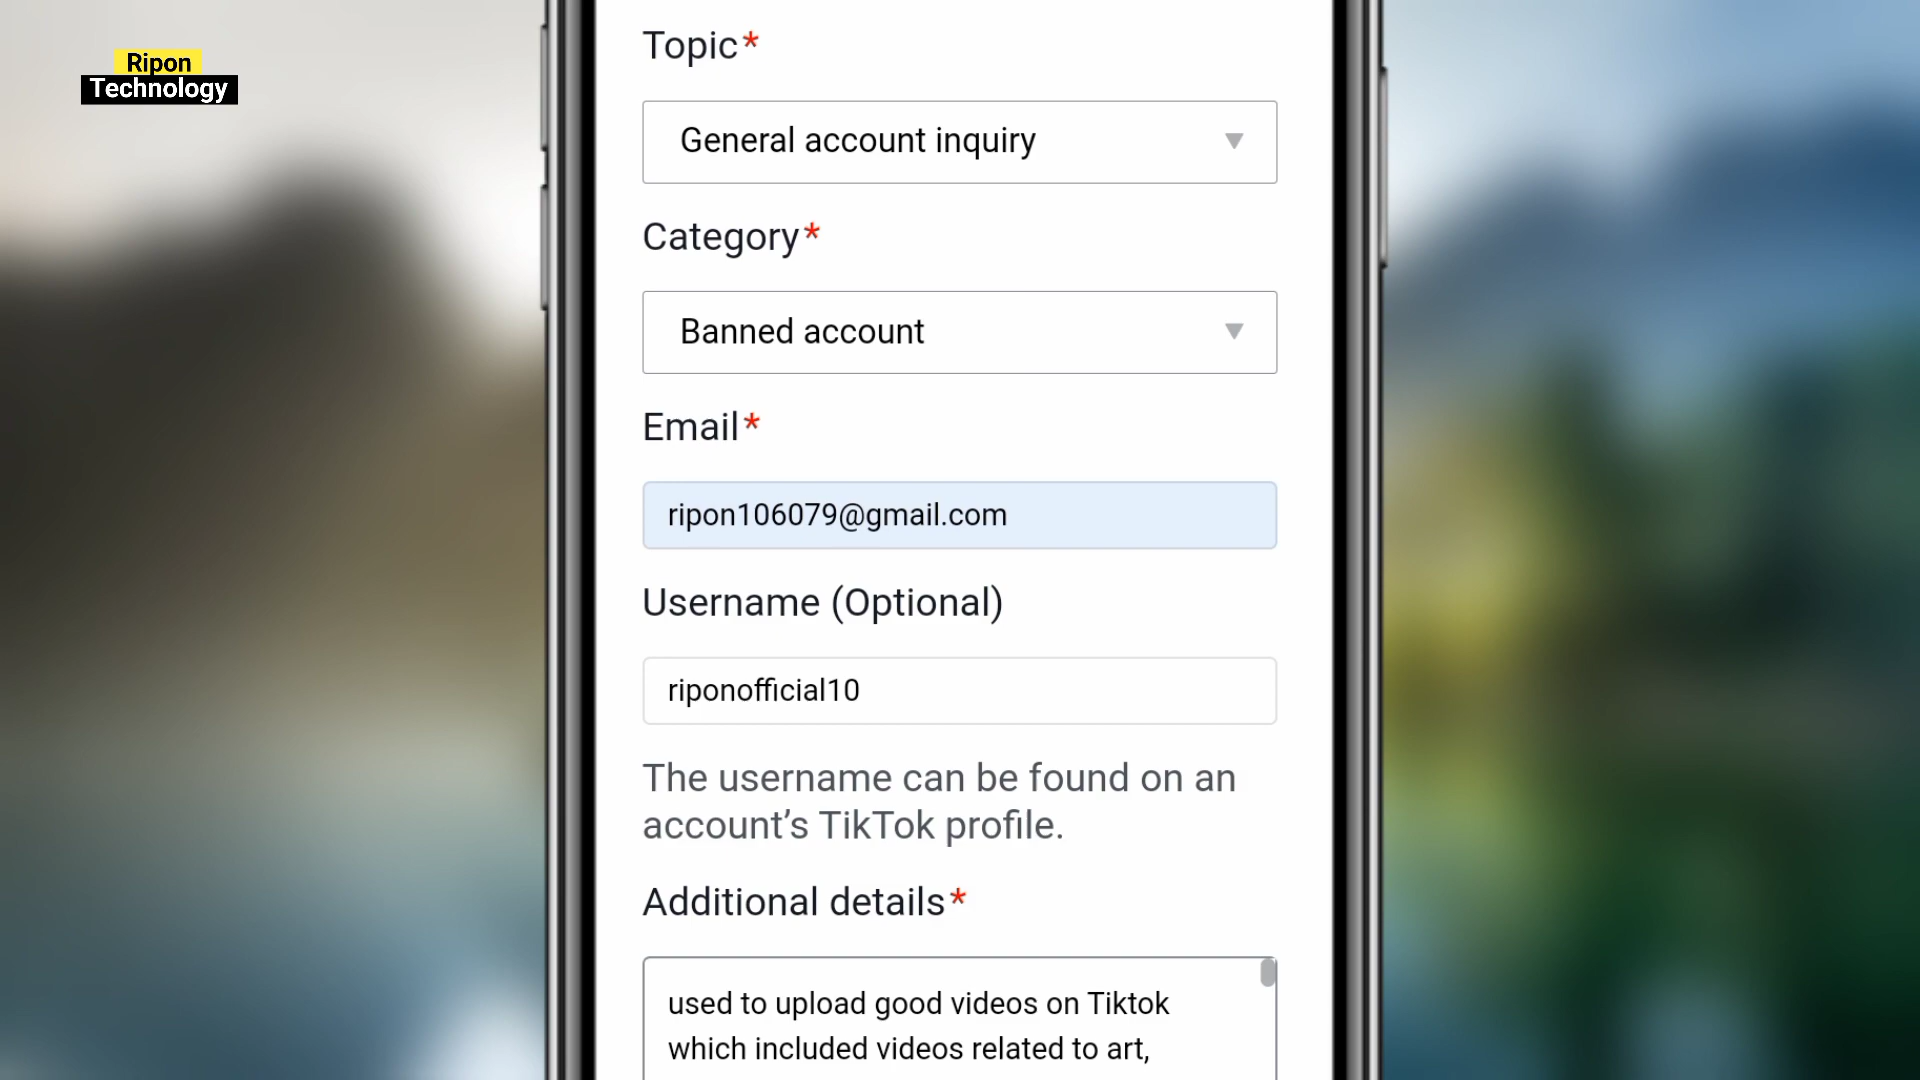 Ripon
Technology
Topic*
General account inquiry
Category*
Banned account
Email*
ripon106079@gmail.com
Username (Optional)
riponofficial10
The username can be found on an
account’s TikTok profile.
Additional details*
used to upload good videos on Tiktok
which included videos related to art,